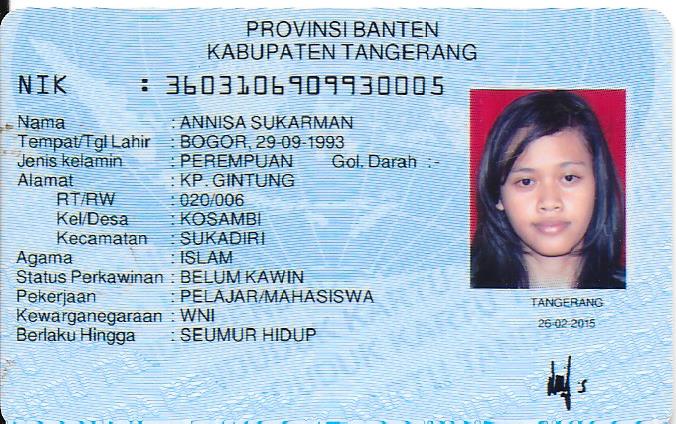 PROVINSI BANTEN
KABUPATEN TANGERANG
NIK : 3603106909930005
Nama : ANNISA SUKARMAN
Tempat/Tgl Lahir : BOGOR, 29-09-1993
Jenis kelamin : PEREMPUAN Gol. Darah :-
Alamat : KP. GINTUNG
RT/RW : 020/006
Kel/Desa : KOSAMBI
Kecamatan : SUKADIRI
Agama : ISLAM
Status Perkawinan : BELUM KAWIN
Pekerjaan : PELAJAR/MAHASISWA
Kewarganegaraan : WNI
Berlaku Hingga : SEUMUR HIDUP
TANGERANG
26-02-2015